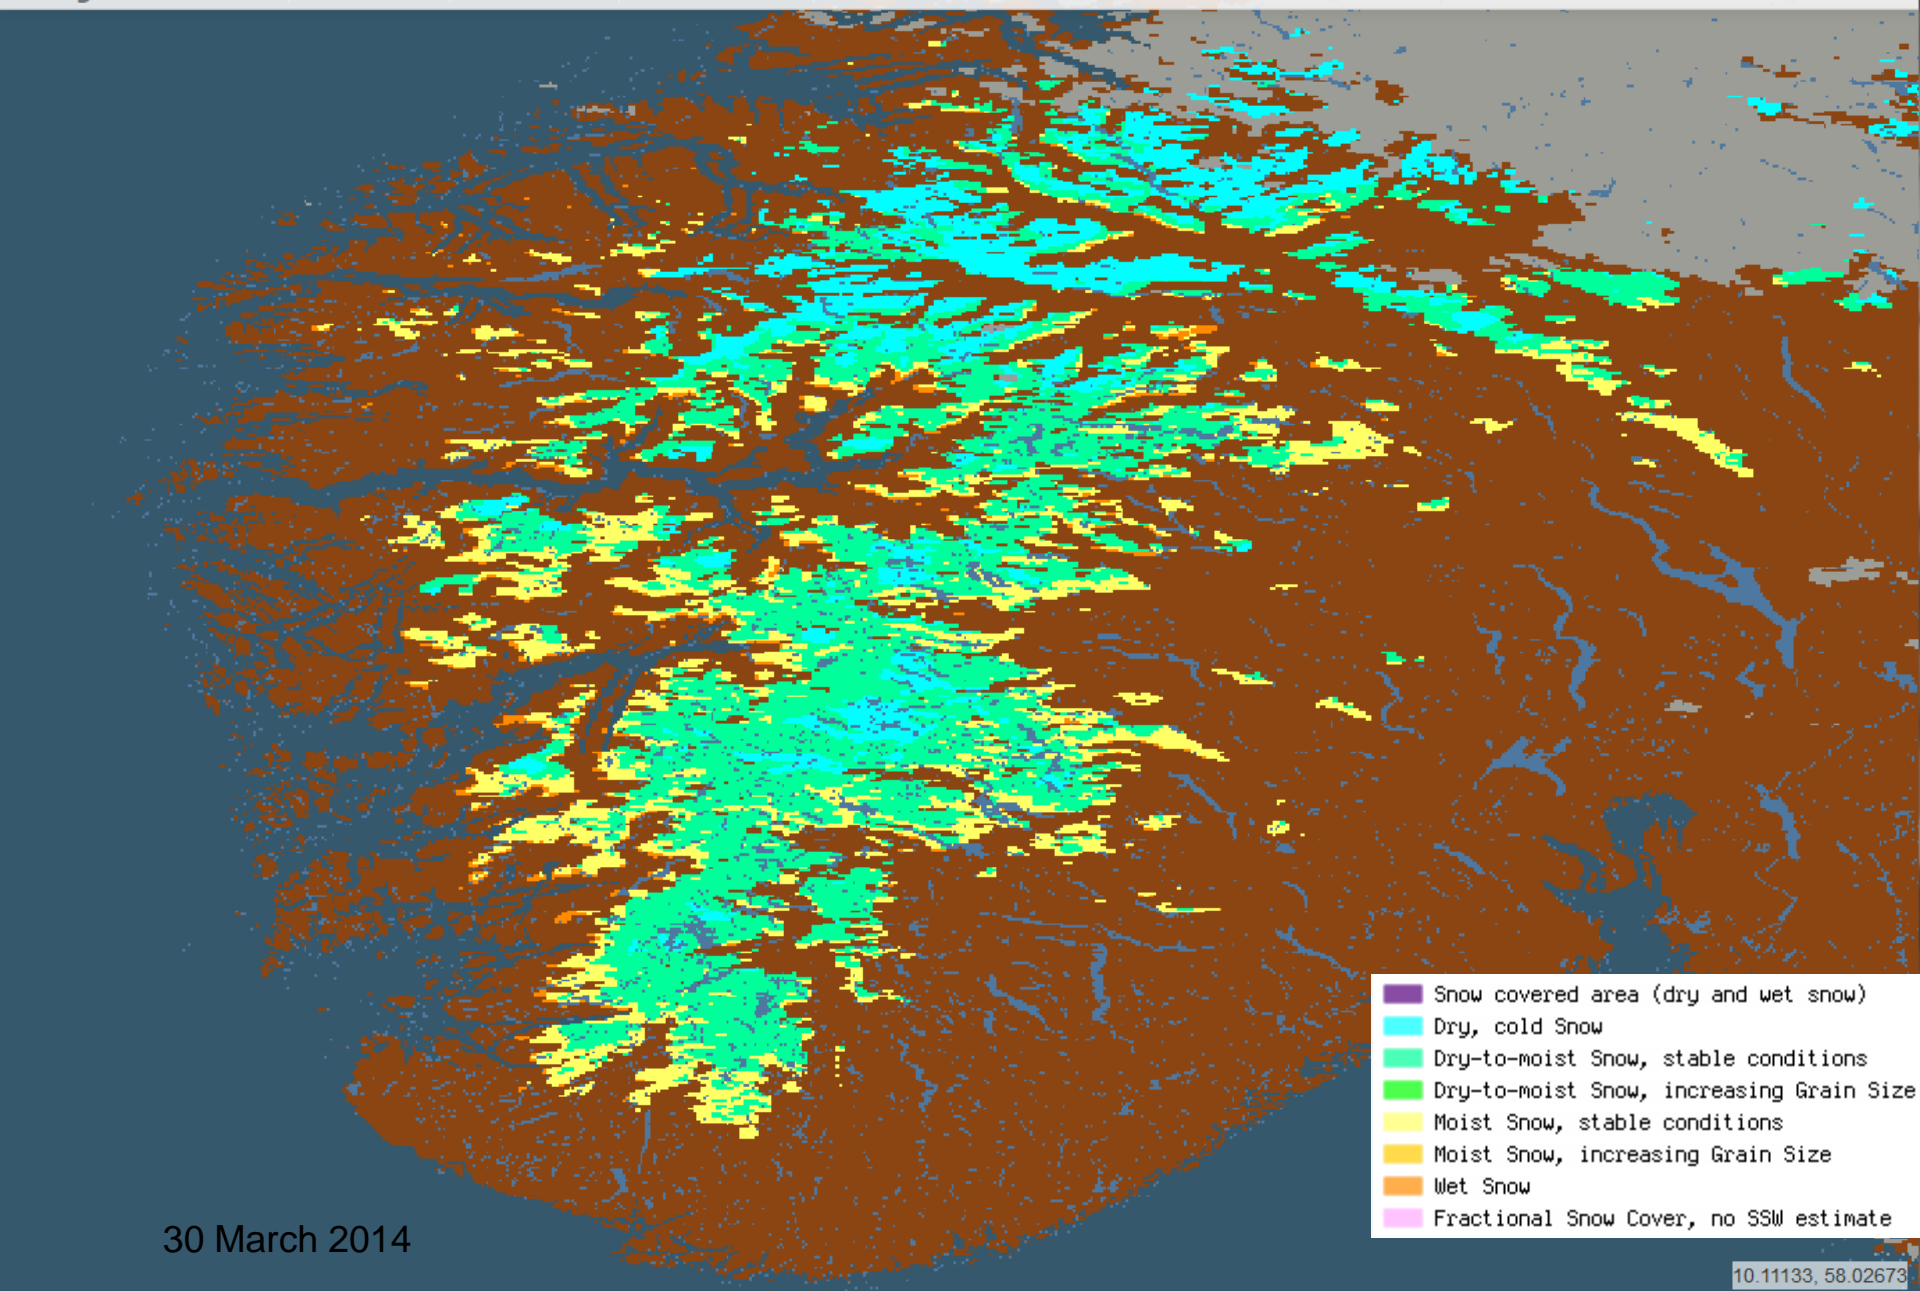 Snow covered area (dry and wet snow)
Dry, cold Snow
Dry-to-moist Snow, stable conditions
Dry-to-moist Snow, increasing Grain Size
Moist Snow, stable conditions
Moist Snow, increasing Grain Size
Wet Snow
Fractional Snow Cover, no SSW estimate
30 March 2014
10.11133, 58.02673